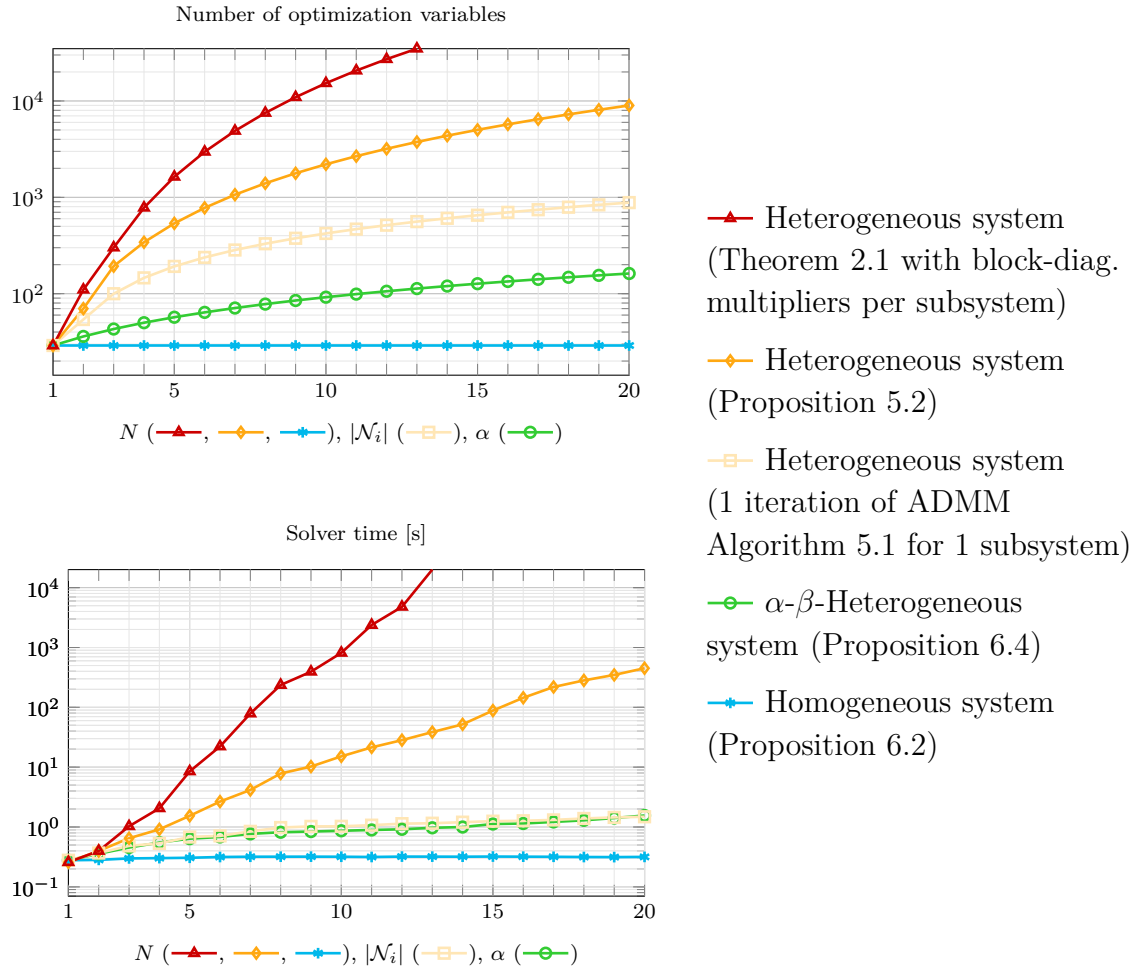 Number of optimization variables
10^4
10^3
10^2
1 5 10 15 20
N ( , , ), |𝒩_i| ( ), α ( )
Solver time [s]
10^4
10^3
10^2
10^1
10^0
10^−1
1 5 10 15 20
N ( , , ), |𝒩_i| ( ), α ( )
Heterogeneous system
(Theorem 2.1 with block-diag.
multipliers per subsystem)
Heterogeneous system
(Proposition 5.2)
Heterogeneous system
(1 iteration of ADMM
Algorithm 5.1 for 1 subsystem)
α-β-Heterogeneous
system (Proposition 6.4)
Homogeneous system
(Proposition 6.2)